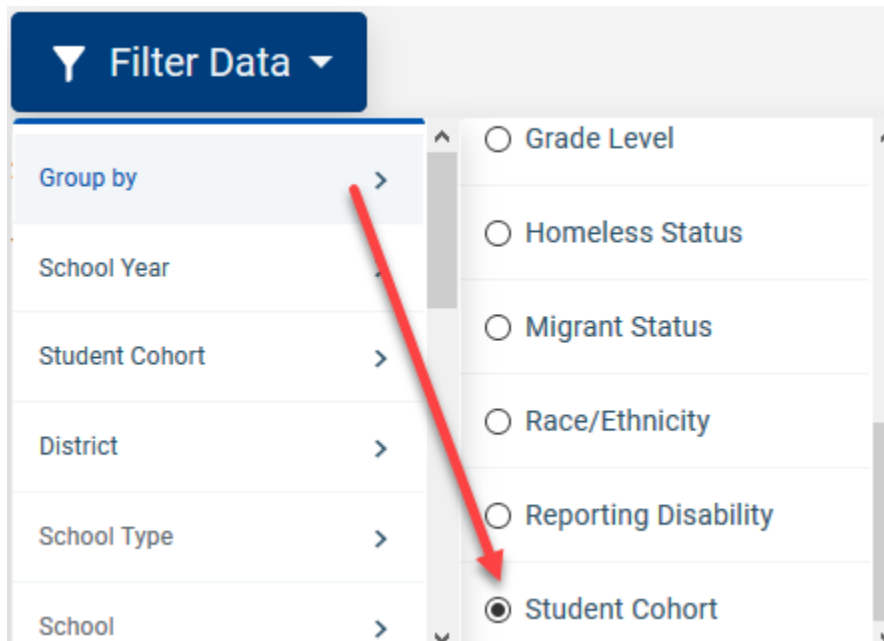 Filter Data
Group by
School Year
Student Cohort
District
School Type
School
Grade Level
Homeless Status
Migrant Status
Race/Ethnicity
Reporting Disability
Student Cohort